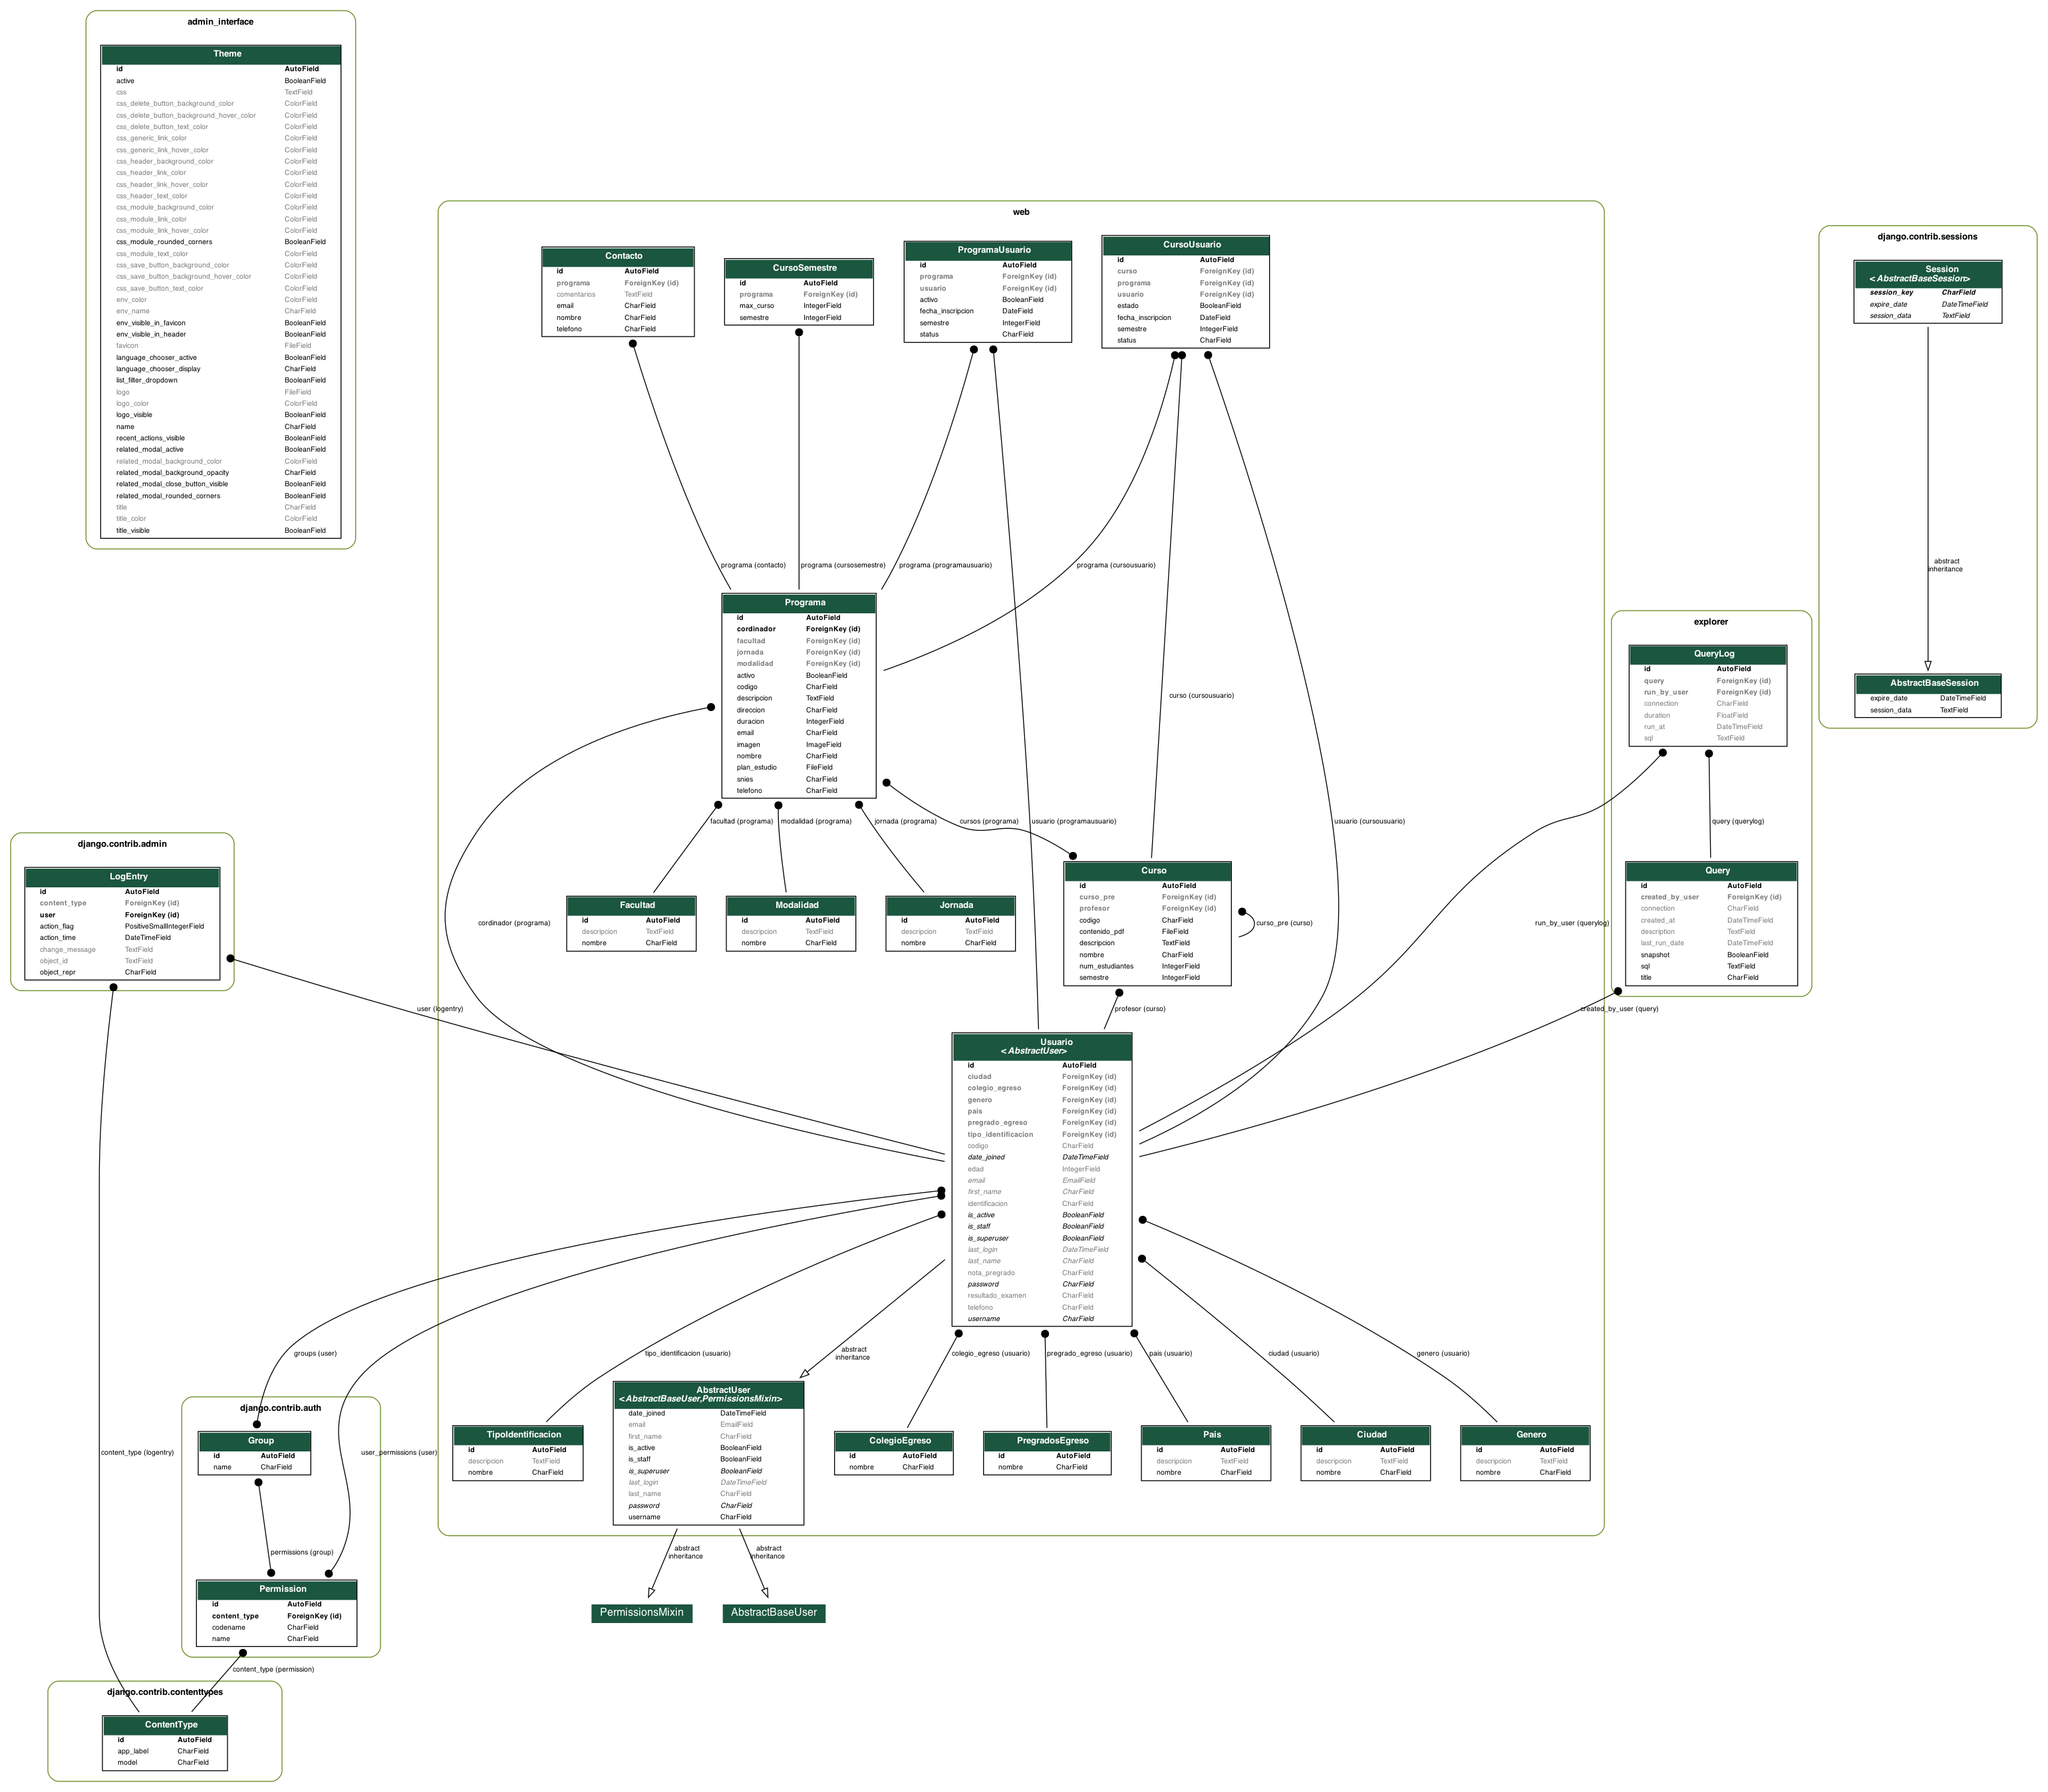 admin_interface
Theme
id AutoField
active BooleanField
css TextField
css_delete_button_background_color ColorField
css_delete_button_background_hover_color ColorField
css_delete_button_text_color ColorField
css_generic_link_color ColorField
css_generic_link_hover_color ColorField
css_header_background_color ColorField
css_header_link_color ColorField
css_header_link_hover_color ColorField
css_header_text_color ColorField
css_module_background_color ColorField
css_module_link_color ColorField
css_module_link_hover_color ColorField
css_module_rounded_corners BooleanField
css_module_text_color ColorField
css_save_button_background_color ColorField
css_save_button_background_hover_color ColorField
css_save_button_text_color ColorField
env_color ColorField
env_name CharField
env_visible_in_favicon BooleanField
env_visible_in_header BooleanField
favicon FileField
language_chooser_active BooleanField
language_chooser_display CharField
list_filter_dropdown BooleanField
logo FileField
logo_color ColorField
logo_visible BooleanField
name CharField
recent_actions_visible BooleanField
related_modal_active BooleanField
related_modal_background_color ColorField
related_modal_background_opacity CharField
related_modal_close_button_visible BooleanField
related_modal_rounded_corners BooleanField
title CharField
title_color ColorField
title_visible BooleanField
web
Contacto
id AutoField
programa ForeignKey (id)
comentarios TextField
email CharField
nombre CharField
telefono CharField
CursoSemestre
id AutoField
programa ForeignKey (id)
max_curso IntegerField
semestre IntegerField
ProgramaUsuario
id AutoField
programa ForeignKey (id)
usuario ForeignKey (id)
activo BooleanField
fecha_inscripcion DateField
semestre IntegerField
status CharField
CursoUsuario
id AutoField
curso ForeignKey (id)
programa ForeignKey (id)
usuario ForeignKey (id)
estado BooleanField
fecha_inscripcion DateField
semestre IntegerField
status CharField
django.contrib.sessions
Session
<AbstractBaseSession>
session_key CharField
expire_date DateTimeField
session_data TextField
abstract
inheritance
AbstractBaseSession
expire_date DateTimeField
session_data TextField
programa (contacto)
programa (cursosemestre)
programa (programausuario)
programa (cursousuario)
Programa
id AutoField
cordinador ForeignKey (id)
facultad ForeignKey (id)
jornada ForeignKey (id)
modalidad ForeignKey (id)
activo BooleanField
codigo CharField
descripcion TextField
direccion CharField
duracion IntegerField
email CharField
imagen ImageField
nombre CharField
plan_estudio FileField
snies CharField
telefono CharField
curso (cursousuario)
explorer
QueryLog
id AutoField
query ForeignKey (id)
run_by_user ForeignKey (id)
connection CharField
duration FloatField
run_at DateTimeField
sql TextField
facultad (programa)
modalidad (programa)
jornada (programa)
cursos (programa)
usuario (programausuario)
usuario (cursousuario)
query (querylog)
django.contrib.admin
LogEntry
id AutoField
content_type ForeignKey (id)
user ForeignKey (id)
action_flag PositiveSmallIntegerField
action_time DateTimeField
change_message TextField
object_id TextField
object_repr CharField
cordinador (programa)
Facultad
id AutoField
descripcion TextField
nombre CharField
Modalidad
id AutoField
descripcion TextField
nombre CharField
Jornada
id AutoField
descripcion TextField
nombre CharField
Curso
id AutoField
curso_pre ForeignKey (id)
profesor ForeignKey (id)
codigo CharField
contenido_pdf FileField
descripcion TextField
nombre CharField
num_estudiantes IntegerField
semestre IntegerField
curso_pre (curso)
run_by_user (querylog)
Query
id AutoField
created_by_user ForeignKey (id)
connection CharField
created_at DateTimeField
description TextField
last_run_date DateTimeField
snapshot BooleanField
sql TextField
title CharField
user (logentry)
profesor (curso)
created_by_user (query)
Usuario
<AbstractUser>
id AutoField
ciudad ForeignKey (id)
colegio_egreso ForeignKey (id)
genero ForeignKey (id)
pais ForeignKey (id)
pregrado_egreso ForeignKey (id)
tipo_identificacion ForeignKey (id)
codigo CharField
date_joined DateTimeField
edad IntegerField
email EmailField
first_name CharField
identificacion CharField
is_active BooleanField
is_staff BooleanField
is_superuser BooleanField
last_login DateTimeField
last_name CharField
nota_pregrado CharField
password CharField
resultado_examen CharField
telefono CharField
username CharField
groups (user)
tipo_identificacion (usuario)
abstract
inheritance
colegio_egreso (usuario)
pregrado_egreso (usuario)
pais (usuario)
ciudad (usuario)
genero (usuario)
django.contrib.auth
Group
id AutoField
name CharField
content_type (logentry)
user_permissions (user)
TipoIdentificacion
id AutoField
descripcion TextField
nombre CharField
AbstractUser
<AbstractBaseUser,PermissionsMixin>
date_joined DateTimeField
email EmailField
first_name CharField
is_active BooleanField
is_staff BooleanField
is_superuser BooleanField
last_login DateTimeField
last_name CharField
password CharField
username CharField
ColegioEgreso
id AutoField
nombre CharField
PregradosEgreso
id AutoField
nombre CharField
Pais
id AutoField
descripcion TextField
nombre CharField
Ciudad
id AutoField
descripcion TextField
nombre CharField
Genero
id AutoField
descripcion TextField
nombre CharField
permissions (group)
abstract
inheritance
abstract
inheritance
Permission
id AutoField
content_type ForeignKey (id)
codename CharField
name CharField
PermissionsMixin
AbstractBaseUser
content_type (permission)
django.contrib.contenttypes
ContentType
id AutoField
app_label CharField
model CharField